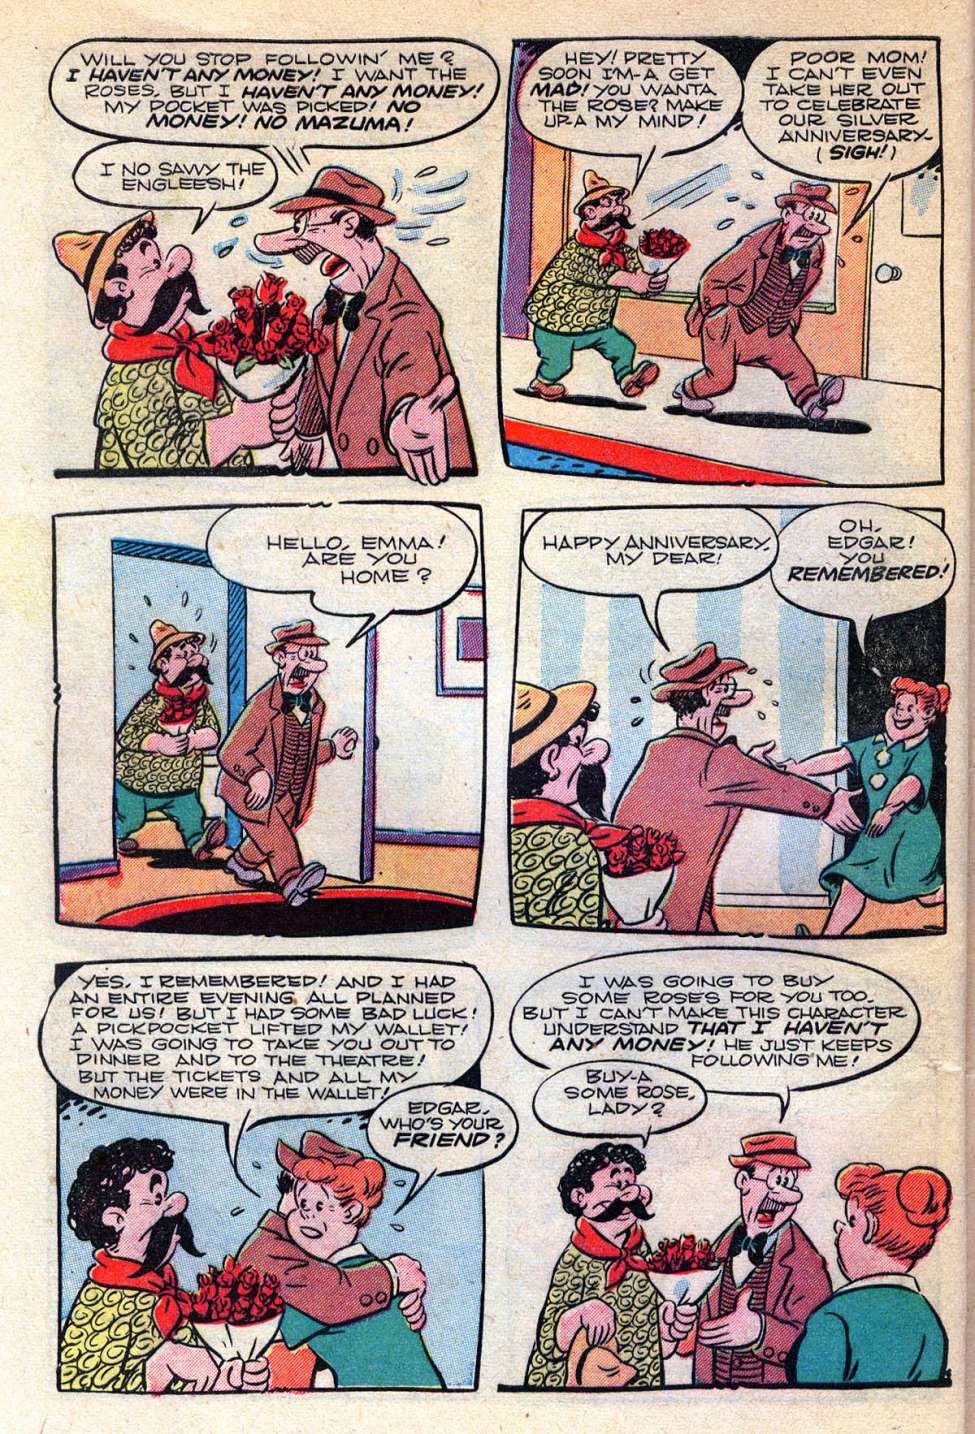 WILL YOU STOP FOLLOWIN' ME?
I HAVEN'T ANY MONEY! I WANT THE
ROSES, BUT I HAVEN'T ANY MONEY!
MY POCKET WAS PICKED! NO
MONEY! NO MAZUMA!
I NO SAVVY THE
ENGLEESH!
HEY! PRETTY
SOON I'M-A GET
MAD! YOU WANTA
THE ROSE? MAKE
UP-A MY MIND!
POOR MOM!
I CAN'T EVEN
TAKE HER OUT
TO CELEBRATE
OUR SILVER
ANNIVERSARY-
(SIGH!)
HELLO, EMMA!
ARE YOU
HOME?
HAPPY ANNIVERSARY,
MY DEAR!
OH,
EDGAR!
YOU
REMEMBERED!
YES, I REMEMBERED! AND I HAD
AN ENTIRE EVENING ALL PLANNED
FOR US! BUT I HAD SOME BAD LUCK!
A PICKPOCKET LIFTED MY WALLET!
I WAS GOING TO TAKE YOU OUT TO
DINNER AND TO THE THEATRE!
BUT THE TICKETS AND ALL MY
MONEY WERE IN THE WALLET!
EDGAR,
WHO'S YOUR
FRIEND?
I WAS GOING TO BUY
SOME ROSES FOR YOU TOO.
BUT I CAN'T MAKE THIS CHARACTER
UNDERSTAND THAT I HAVEN'T
ANY MONEY! HE JUST KEEPS
FOLLOWING ME!
BUY-A
SOME ROSE,
LADY?